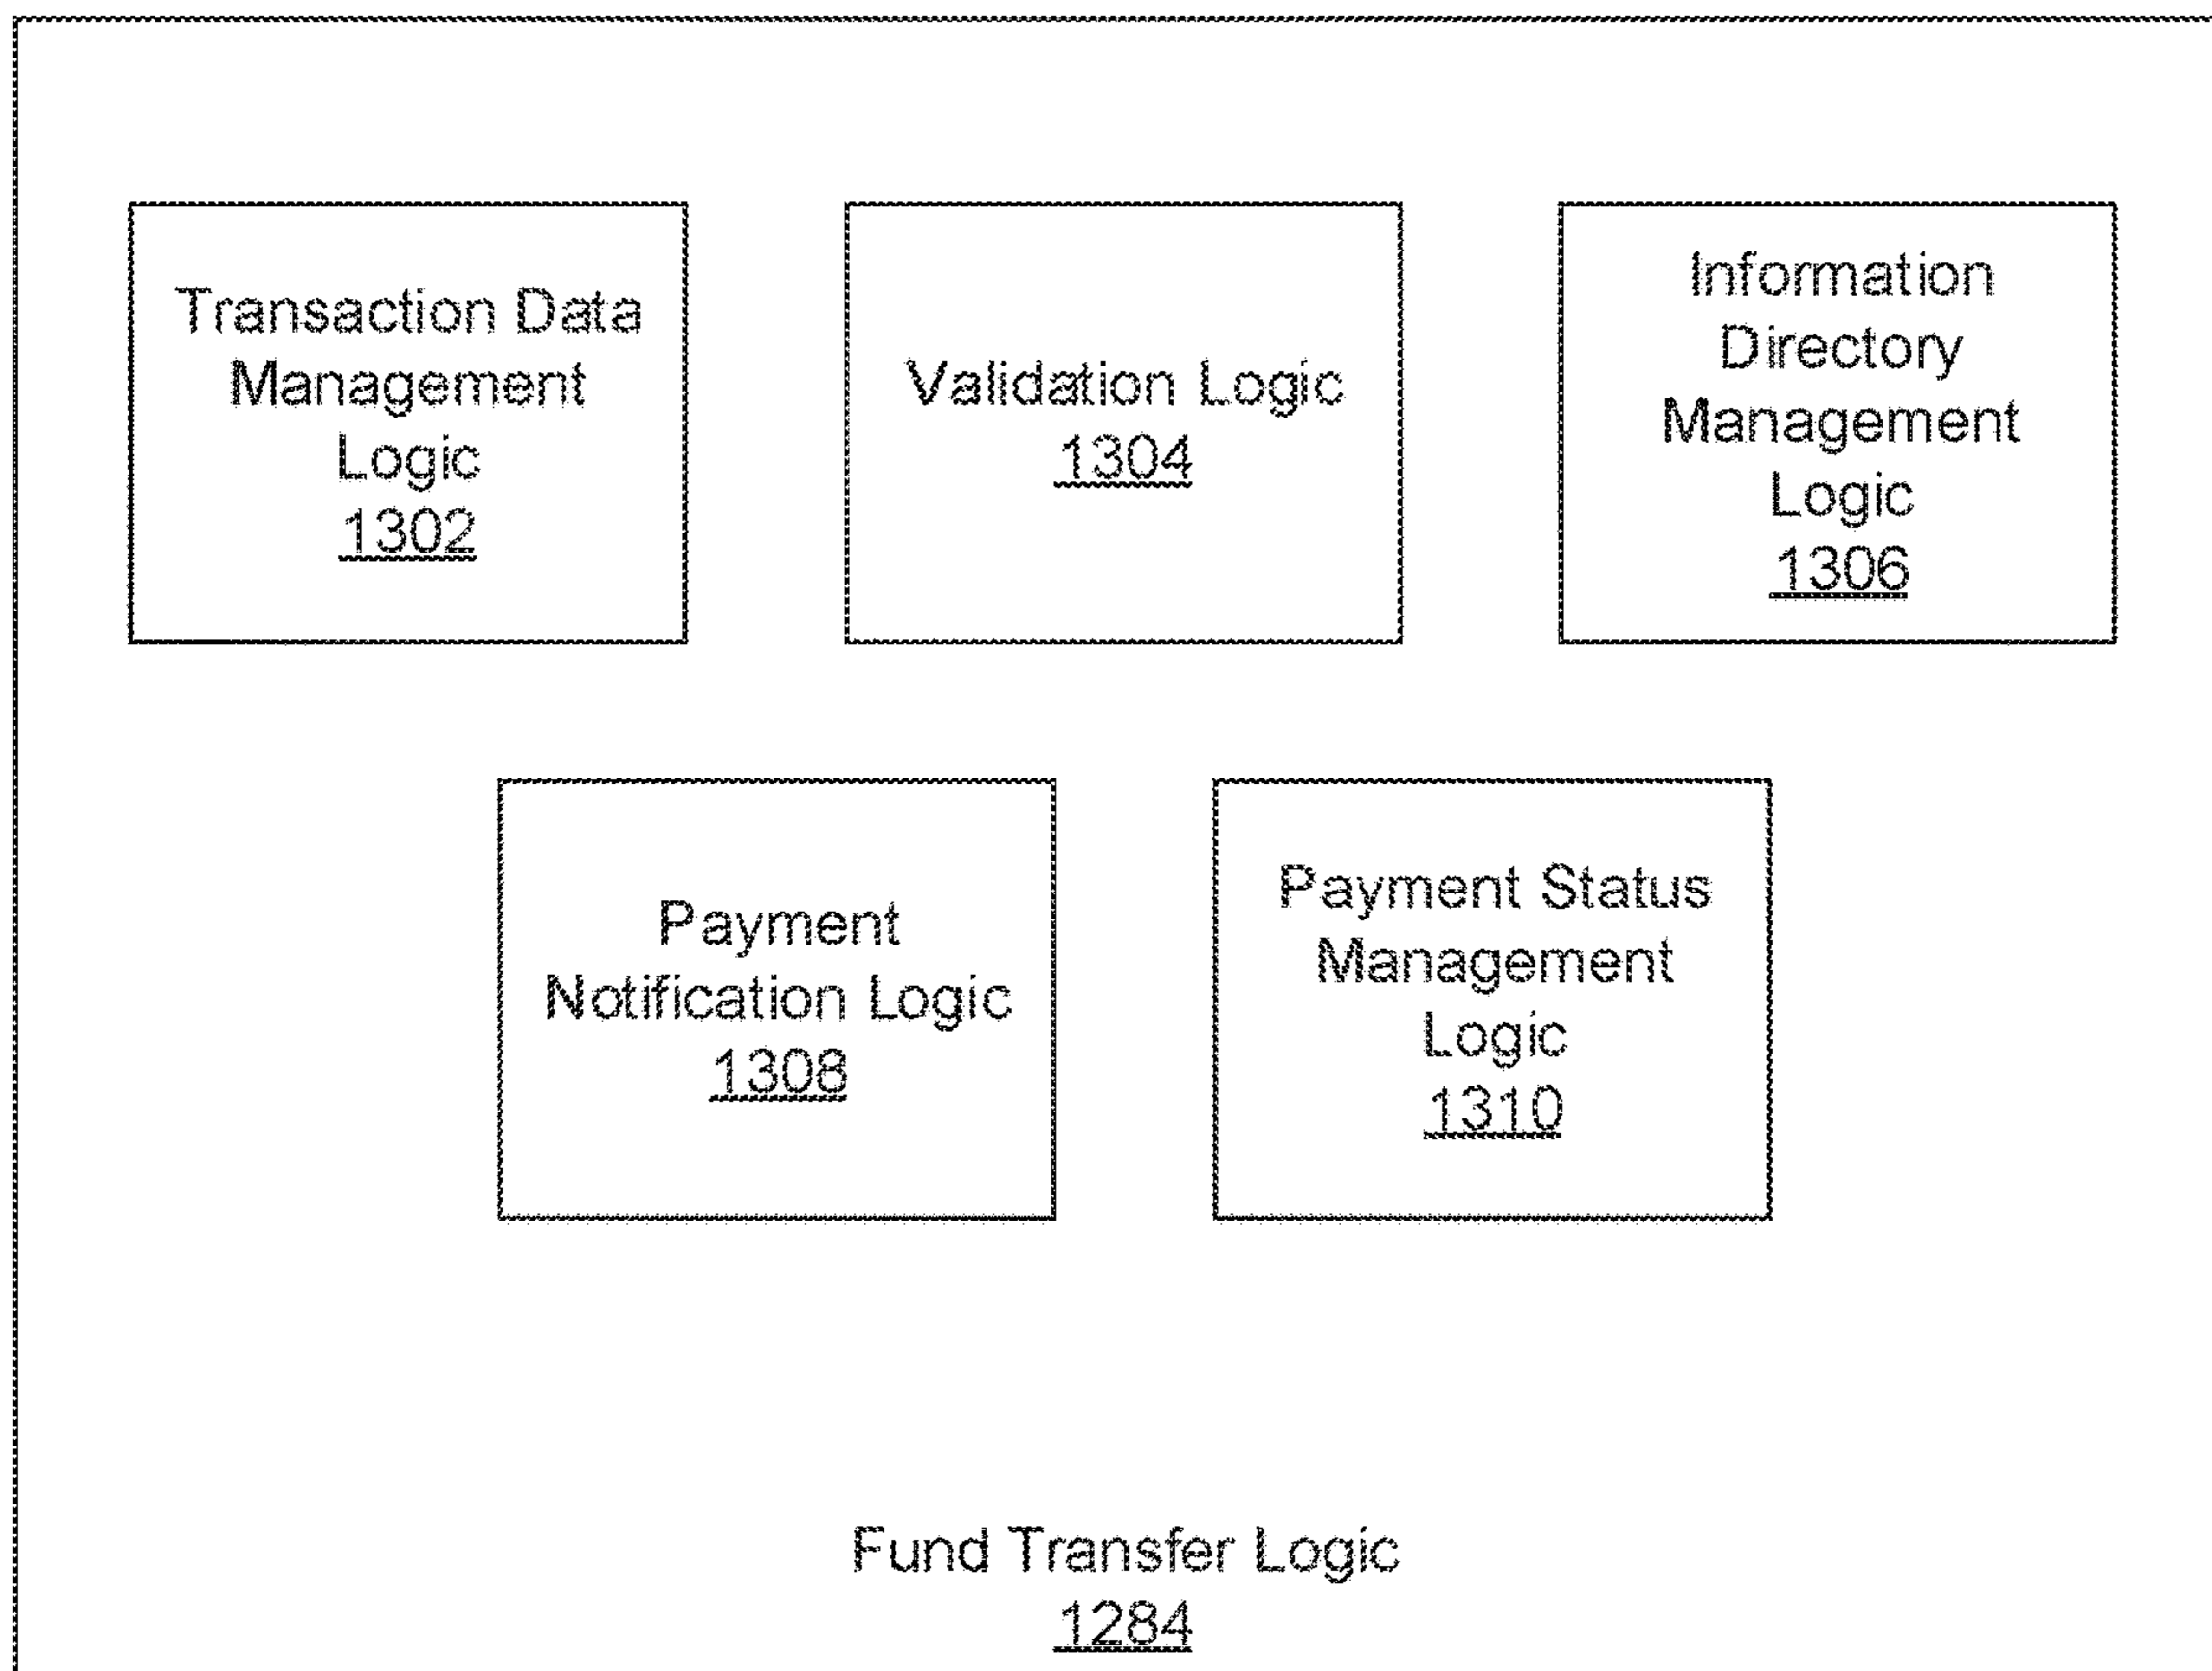 Transaction Data
Management
Logic
1302
Validation Logic
1304
Information
Directory
Management
Logic
1306
Payment
Notification Logic
1308
Payment Status
Management
Logic
1310
Fund Transfer Logic
1284